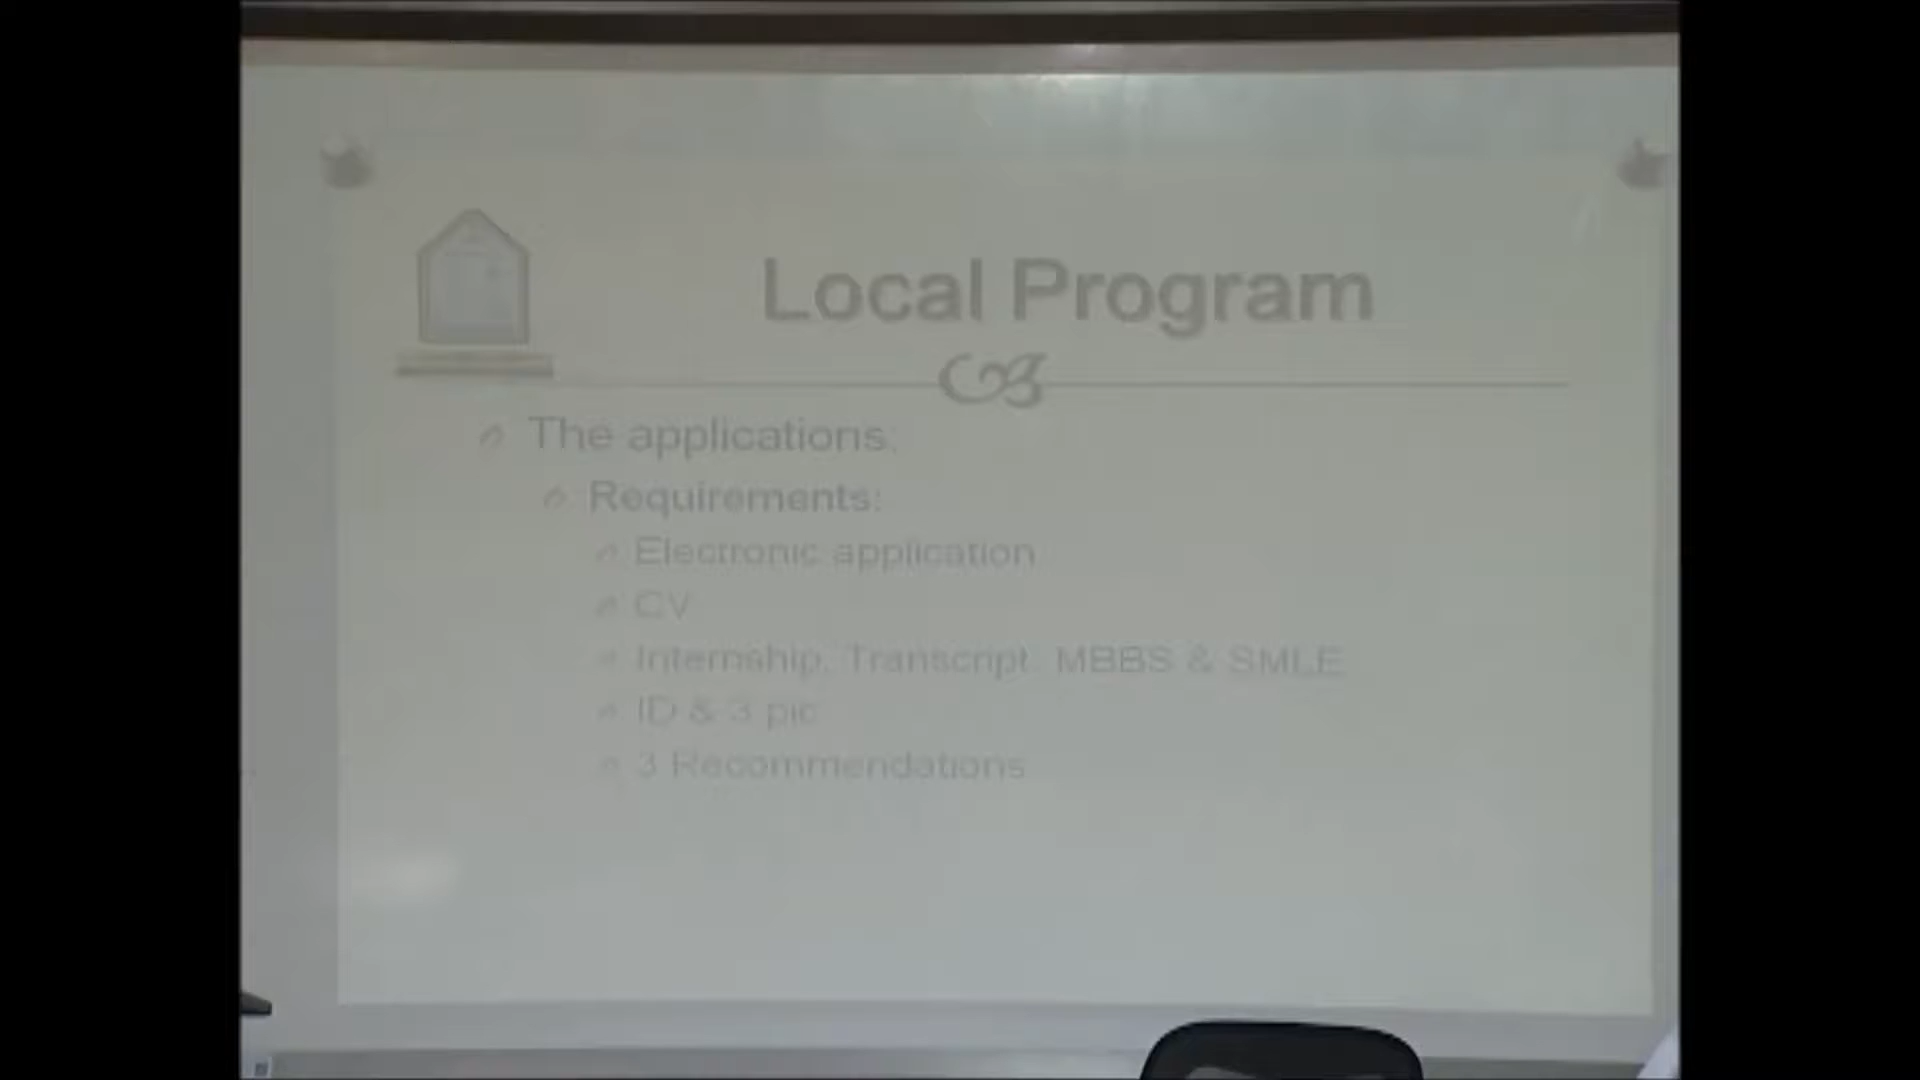 Local Program
The applications:
Requirements:
Electronic application
CV
Internship, Transcript, MBBS & SMLE
ID & 3 pic
3 Recommendations